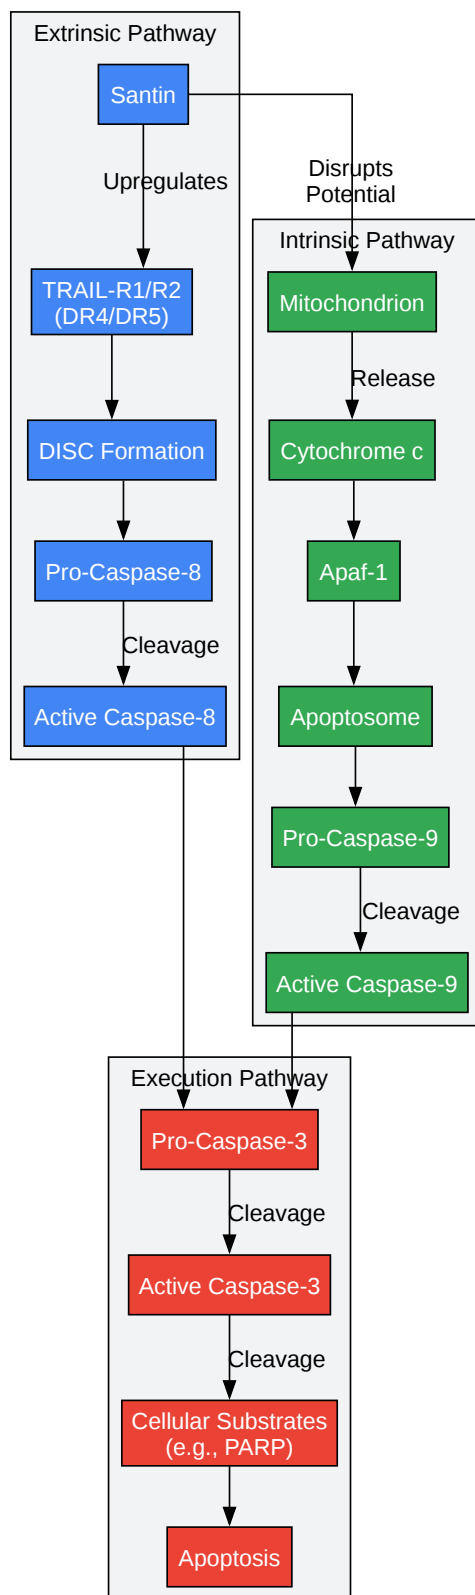 Extrinsic Pathway
Santin
Upregulates
Disrupts
Potential
TRAIL-R1/R2
(DR4/DR5)
DISC Formation
Pro-Caspase-8
Cleavage
Active Caspase-8
Intrinsic Pathway
Mitochondrion
Release
Cytochrome c
Apaf-1
Apoptosome
Pro-Caspase-9
Cleavage
Active Caspase-9
Execution Pathway
Pro-Caspase-3
Cleavage
Active Caspase-3
Cleavage
Cellular Substrates
(e.g., PARP)
Apoptosis